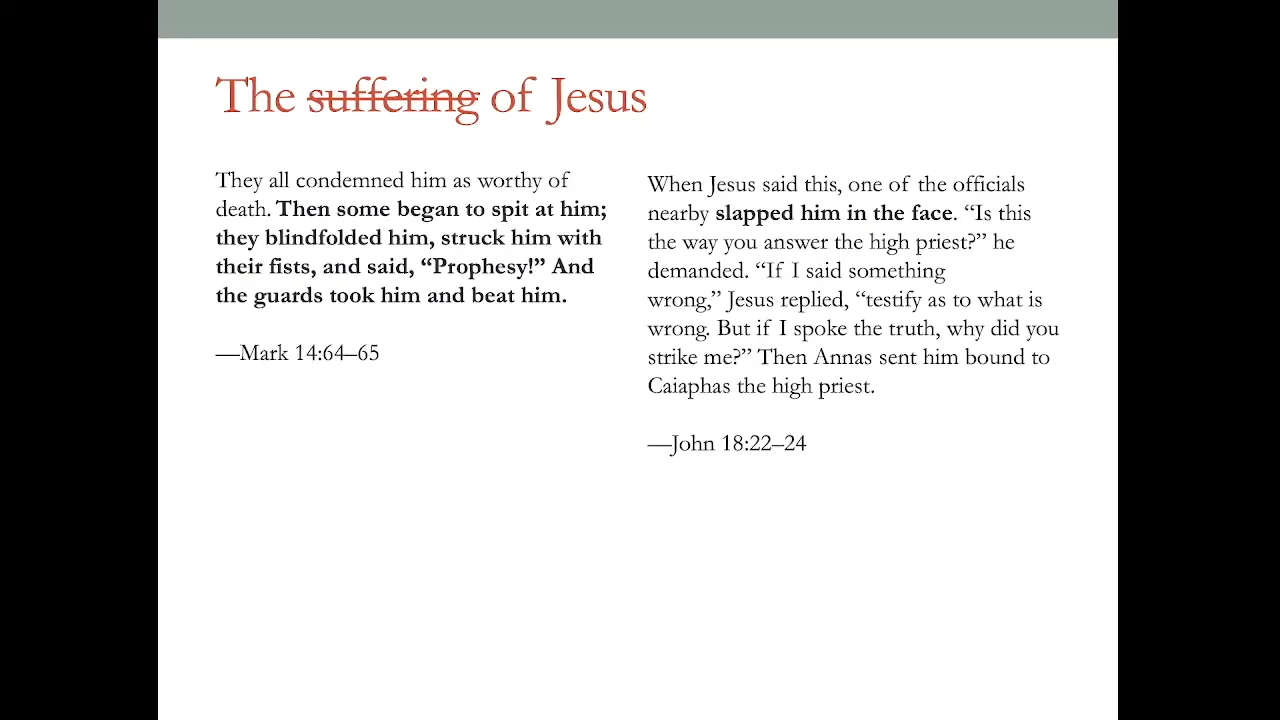 The suffering of Jesus
They all condemned him as worthy of
death. Then some began to spit at him;
they blindfolded him, struck him with
their fists, and said, “Prophesy!” And
the guards took him and beat him.
—Mark 14:64–65
When Jesus said this, one of the officials
nearby slapped him in the face. “Is this
the way you answer the high priest?” he
demanded. “If I said something
wrong,” Jesus replied, “testify as to what is
wrong. But if I spoke the truth, why did you
strike me?” Then Annas sent him bound to
Caiaphas the high priest.
—John 18:22–24